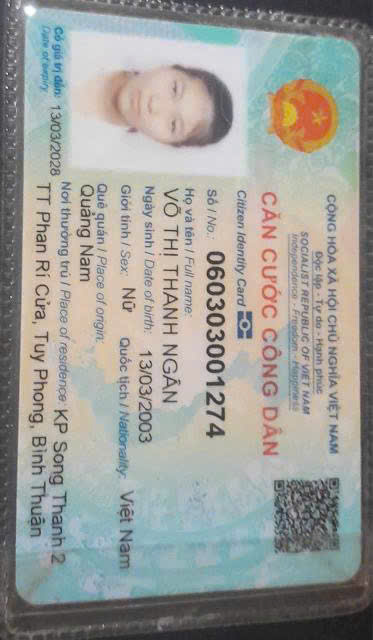 CỘNG HÒA XÃ HỘI CHỦ NGHĨA VIỆT NAM
Độc lập - Tự do - Hạnh phúc
SOCIALIST REPUBLIC OF VIET NAM
Independence - Freedom - Happiness
CĂN CƯỚC CÔNG DÂN
Citizen Identity Card
Số / No.: 060303001274
Họ và tên / Full name:
VÕ THỊ THANH NGÂN
Ngày sinh / Date of birth: 13/03/2003
Giới tính / Sex: Nữ Quốc tịch / Nationality: Việt Nam
Quê quán / Place of origin:
Quảng Nam
Nơi thường trú / Place of residence: KP Song Thanh 2
TT Phan Rí Cửa, Tuy Phong, Bình Thuận
Có giá trị đến: 13/03/2028
Date of expiry